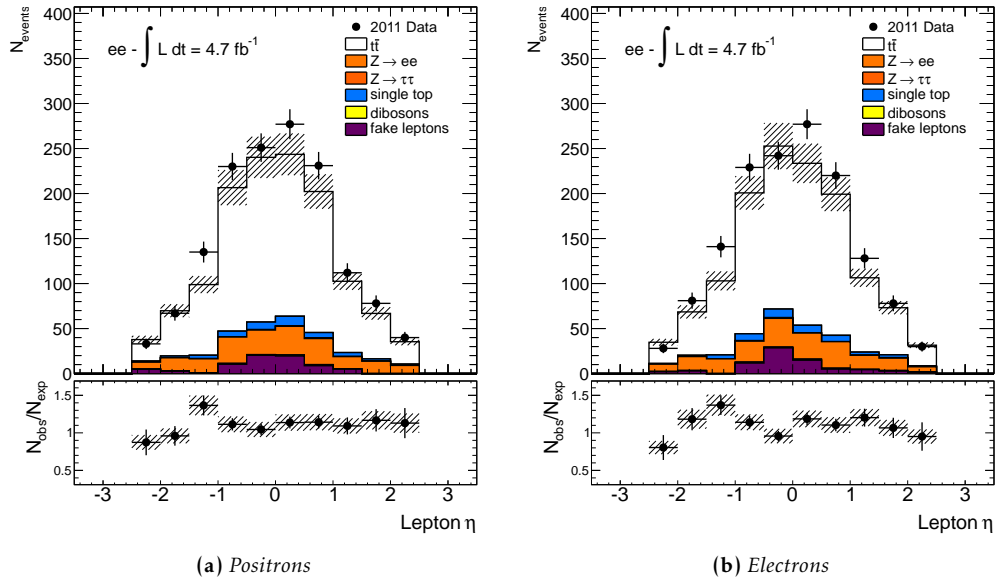 N_events
400
350
300
250
200
150
100
50
0
ee - ∫ L dt = 4.7 fb⁻¹
2011 Data
tt̄
Z → ee
Z → ττ
single top
dibosons
fake leptons
N_obs/N_exp
1.5
1
0.5
-3 -2 -1 0 1 2 3
Lepton η
(a) Positrons
N_events
400
350
300
250
200
150
100
50
0
ee - ∫ L dt = 4.7 fb⁻¹
2011 Data
tt̄
Z → ee
Z → ττ
single top
dibosons
fake leptons
N_obs/N_exp
1.5
1
0.5
-3 -2 -1 0 1 2 3
Lepton η
(b) Electrons